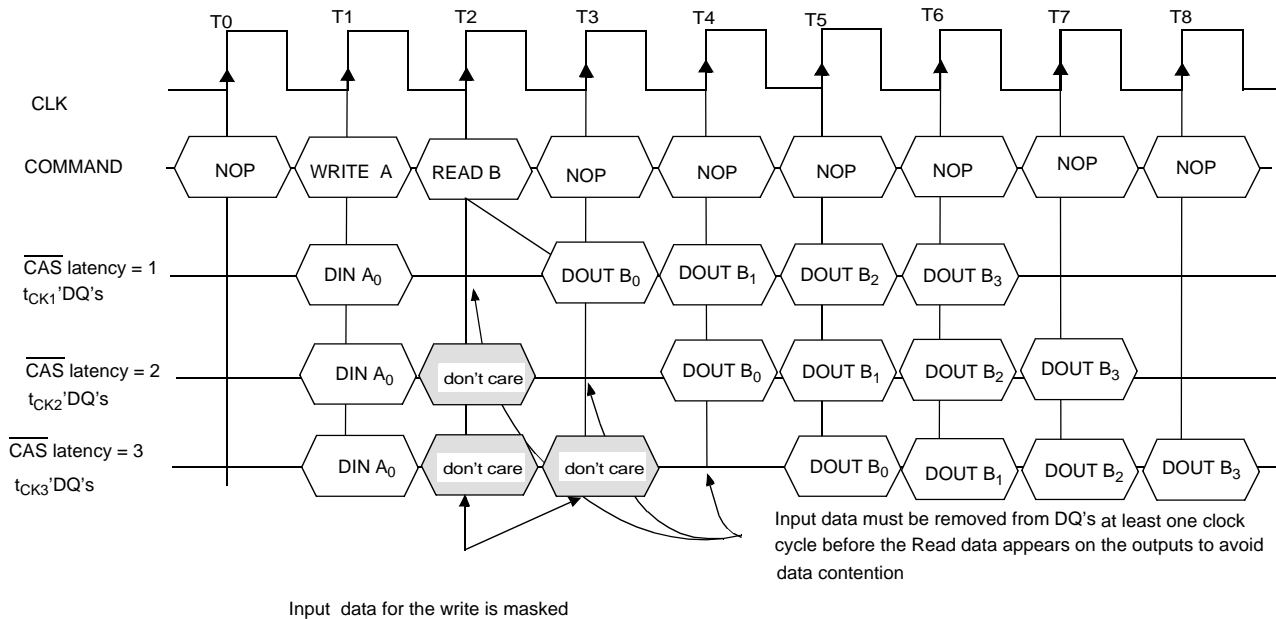 T0 T1 T2 T3 T4 T5 T6 T7 T8
CLK
COMMAND NOP WRITE A READ B NOP NOP NOP NOP NOP NOP
CAS latency = 1
tCK1'DQ's
DIN A0 DOUT B0 DOUT B1 DOUT B2 DOUT B3
CAS latency = 2
tCK2'DQ's
DIN A0 don't care DOUT B0 DOUT B1 DOUT B2 DOUT B3
CAS latency = 3
tCK3'DQ's
DIN A0 don't care don't care DOUT B0 DOUT B1 DOUT B2 DOUT B3
Input data must be removed from DQ's at least one clock
cycle before the Read data appears on the outputs to avoid
data contention
Input data for the write is masked